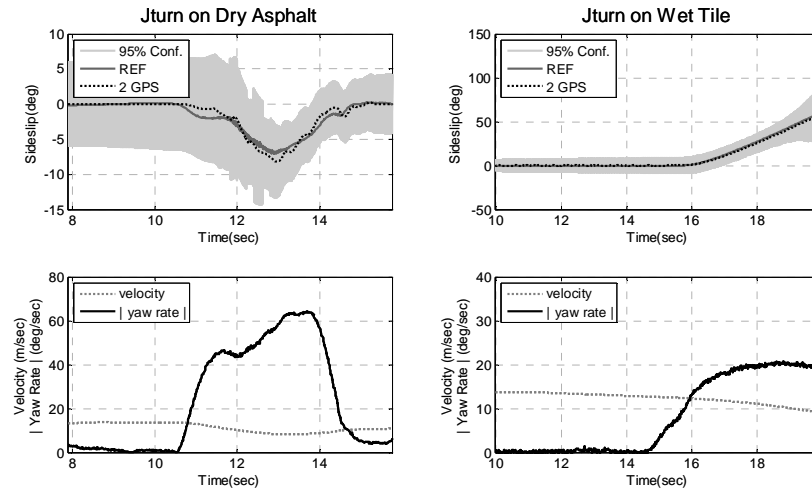 Jturn on Dry Asphalt
10
5
0
-5
-10
-15
Sideslip(deg)
95% Conf.
REF
2 GPS
8
10
12
14
Time(sec)
Jturn on Wet Tile
150
100
50
0
-50
Sideslip(deg)
95% Conf.
REF
2 GPS
10
12
14
16
18
Time(sec)
80
60
40
20
0
Velocity (m/sec)
| Yaw Rate | (deg/sec)
velocity
| yaw rate |
8
10
12
14
Time(sec)
40
30
20
10
0
Velocity (m/sec)
| Yaw Rate | (deg/sec)
velocity
| yaw rate |
10
12
14
16
18
Time(sec)